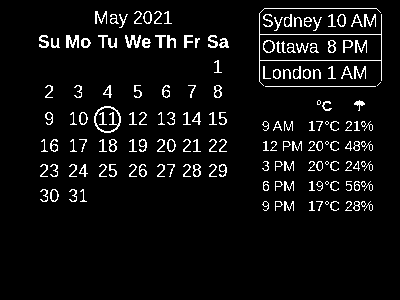 May 2021
Su Mo Tu We Th Fr Sa
1
2 3 4 5 6 7 8
9 10 11 12 13 14 15
16 17 18 19 20 21 22
23 24 25 26 27 28 29
30 31
Sydney 10 AM
Ottawa 8 PM
London 1 AM
°C ☂
9 AM 17°C 21%
12 PM 20°C 48%
3 PM 20°C 24%
6 PM 19°C 56%
9 PM 17°C 28%